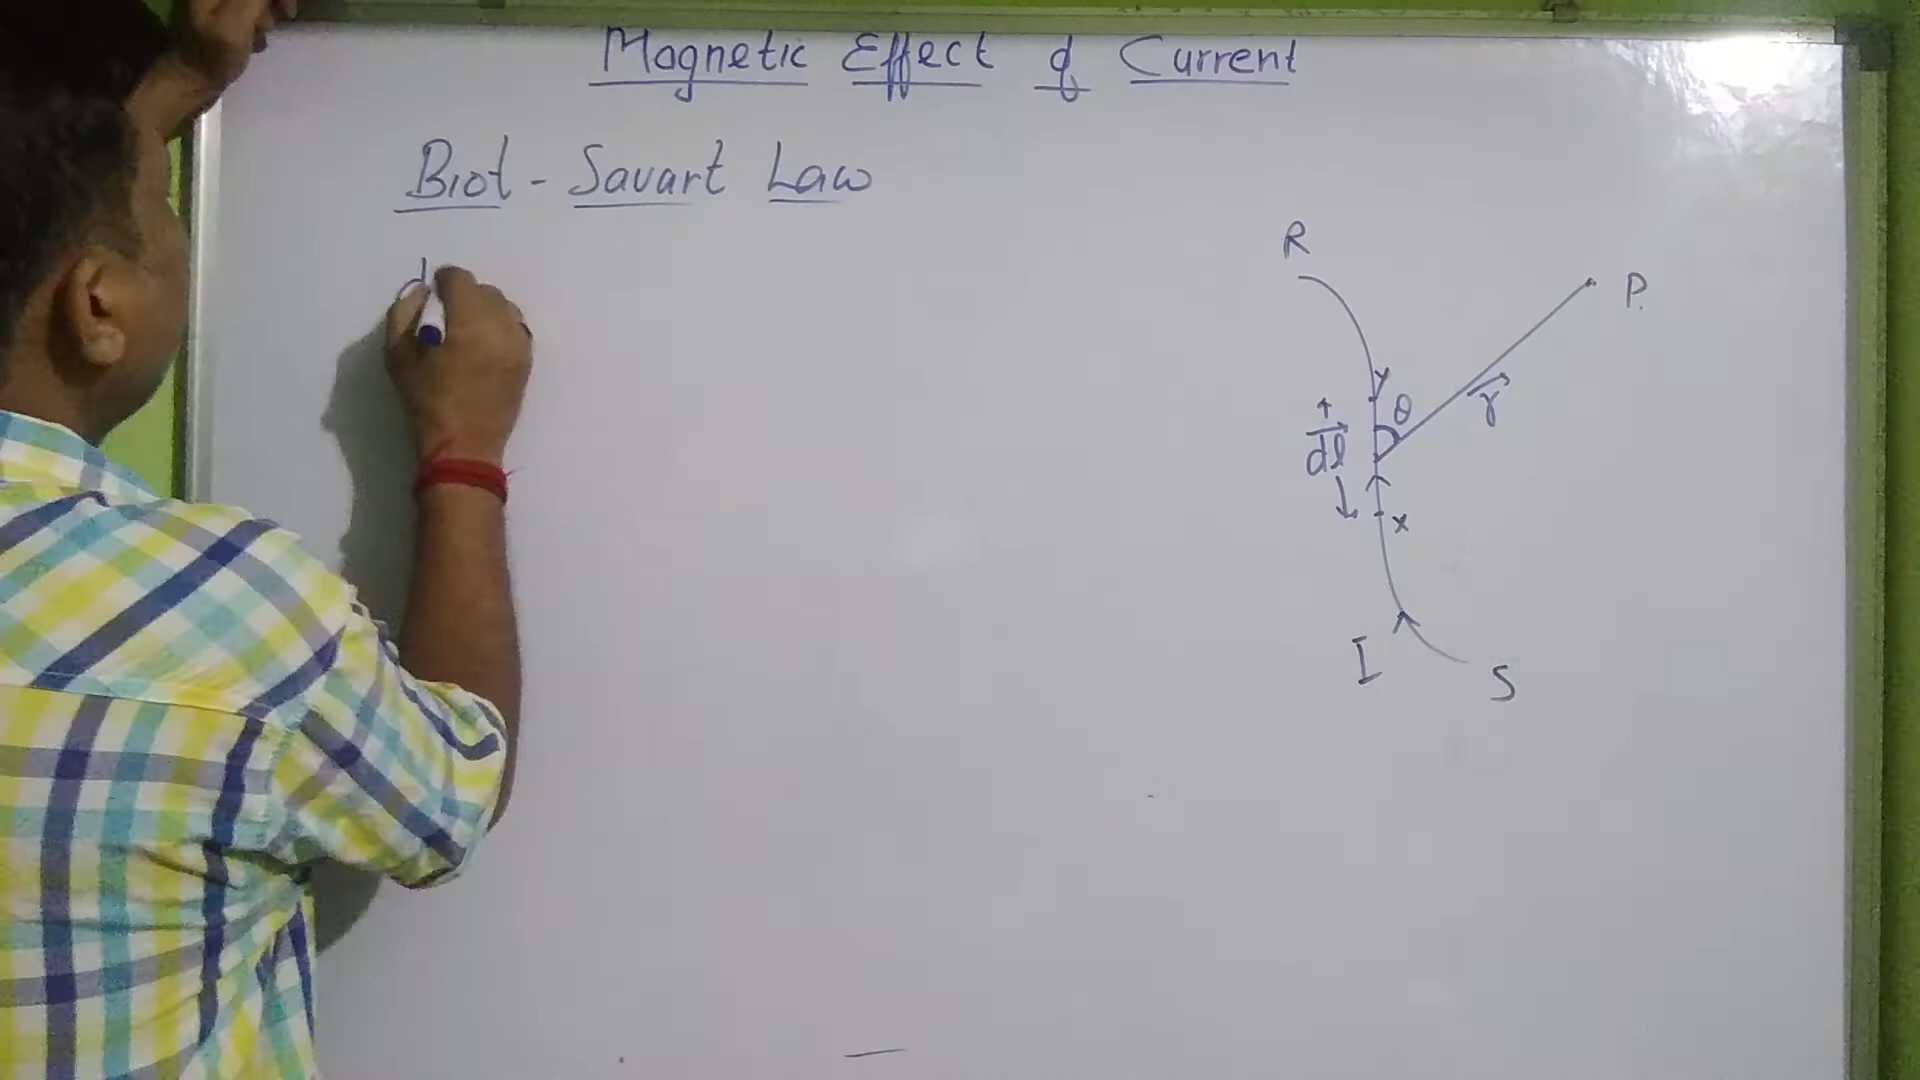 Magnetic Effect of Current
Biot - Savart Law
d
R
P.
y
θ
r
dl
x
I
S